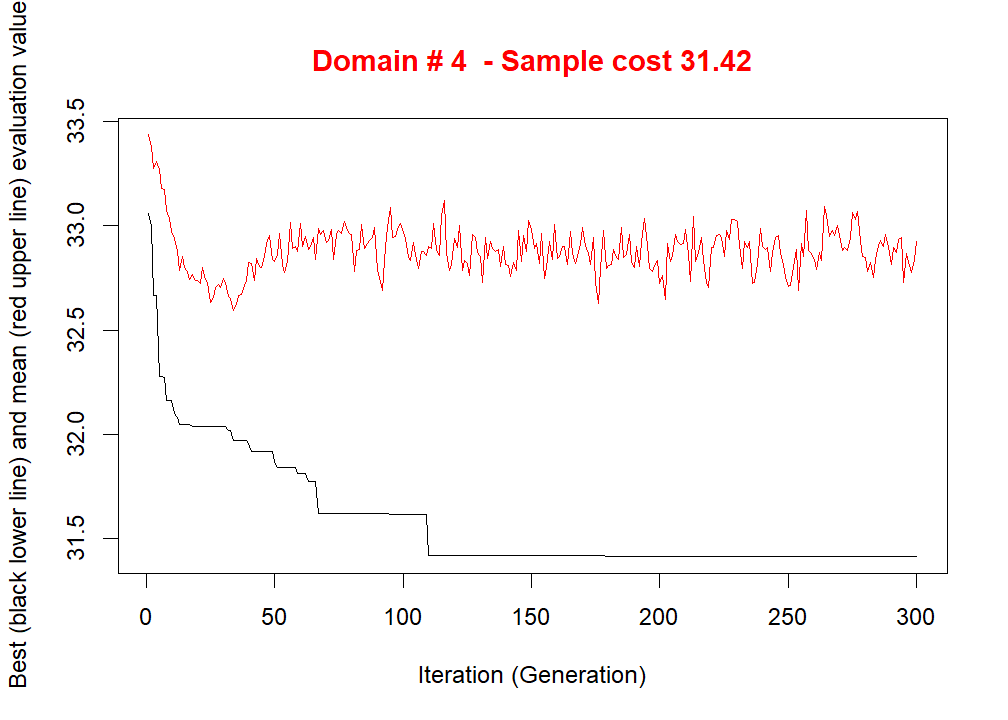 Domain # 4  - Sample cost 31.42
Best (black lower line) and mean (red upper line) evaluation value
33.5
33.0
32.5
32.0
31.5
0 50 100 150 200 250 300
Iteration (Generation)